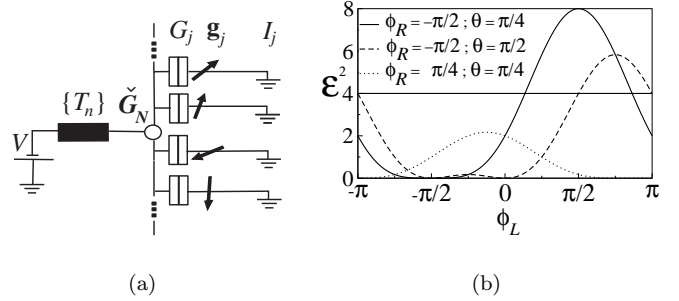 G_j g_j I_j
{T_n} Ǧ_N
V
(a)
8
6
4
2
0
ε²
ϕ_R = −π/2 ; θ = π/4
ϕ_R = −π/2 ; θ = π/2
ϕ_R = π/4 ; θ = π/4
-π -π/2 0 π/2 π
ϕ_L
(b)